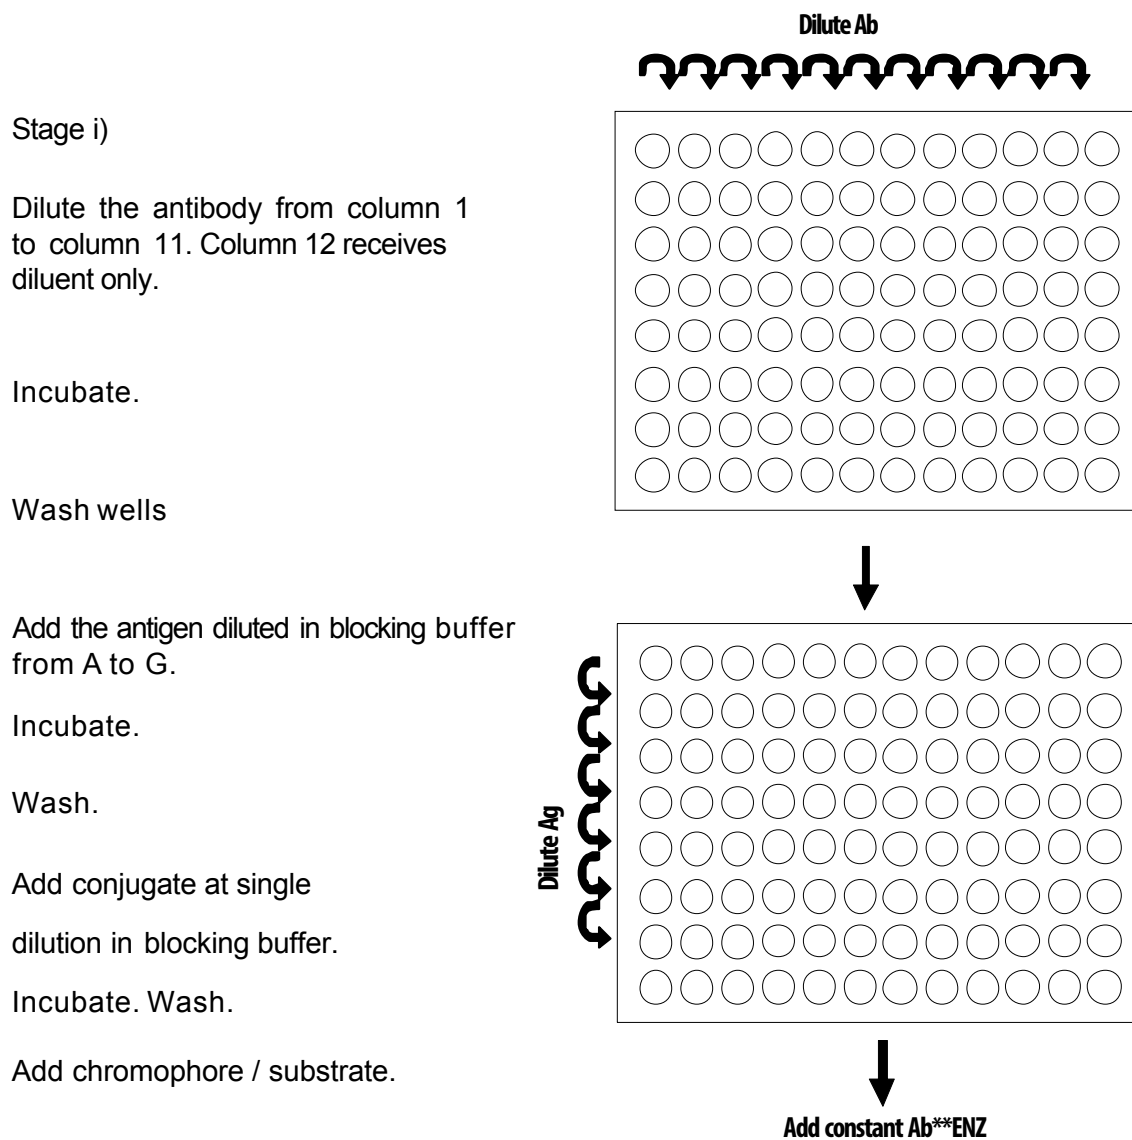 Dilute Ab
Stage i)
Dilute the antibody from column 1
to column 11. Column 12 receives
diluent only.
Incubate.
Wash wells
Add the antigen diluted in blocking buffer
from A to G.
Incubate.
Wash.
Dilute Ag
Add conjugate at single
dilution in blocking buffer.
Incubate. Wash.
Add chromophore / substrate.
Add constant Ab**ENZ